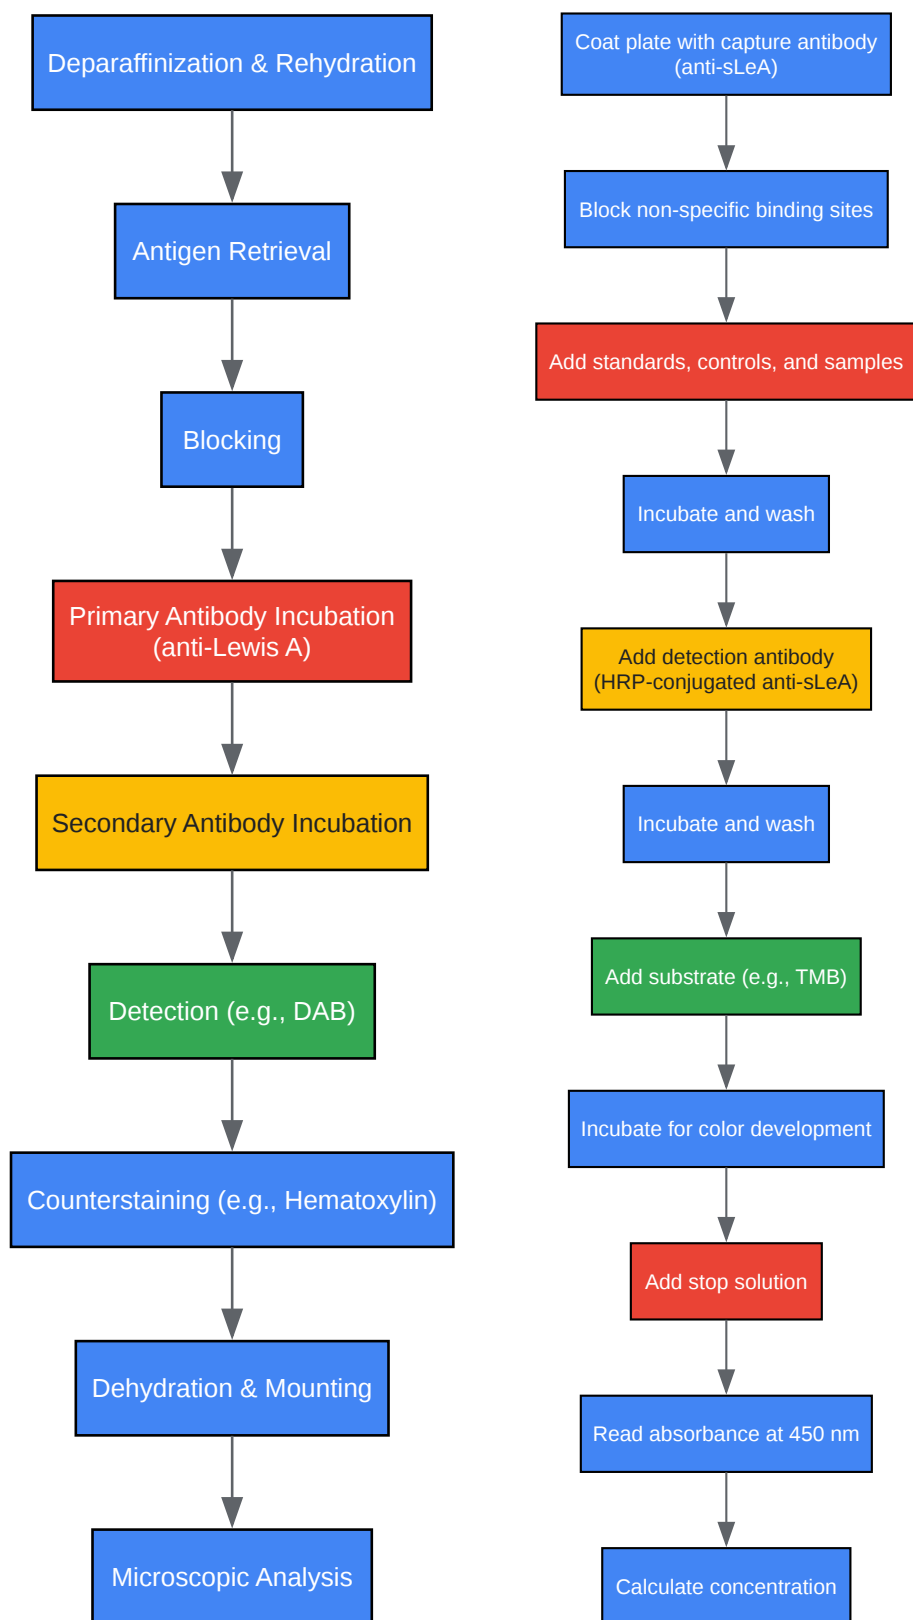 Deparaffinization & Rehydration
Antigen Retrieval
Blocking
Primary Antibody Incubation
(anti-Lewis A)
Secondary Antibody Incubation
Detection (e.g., DAB)
Counterstaining (e.g., Hematoxylin)
Dehydration & Mounting
Microscopic Analysis
Coat plate with capture antibody
(anti-sLeA)
Block non-specific binding sites
Add standards, controls, and samples
Incubate and wash
Add detection antibody
(HRP-conjugated anti-sLeA)
Incubate and wash
Add substrate (e.g., TMB)
Incubate for color development
Add stop solution
Read absorbance at 450 nm
Calculate concentration